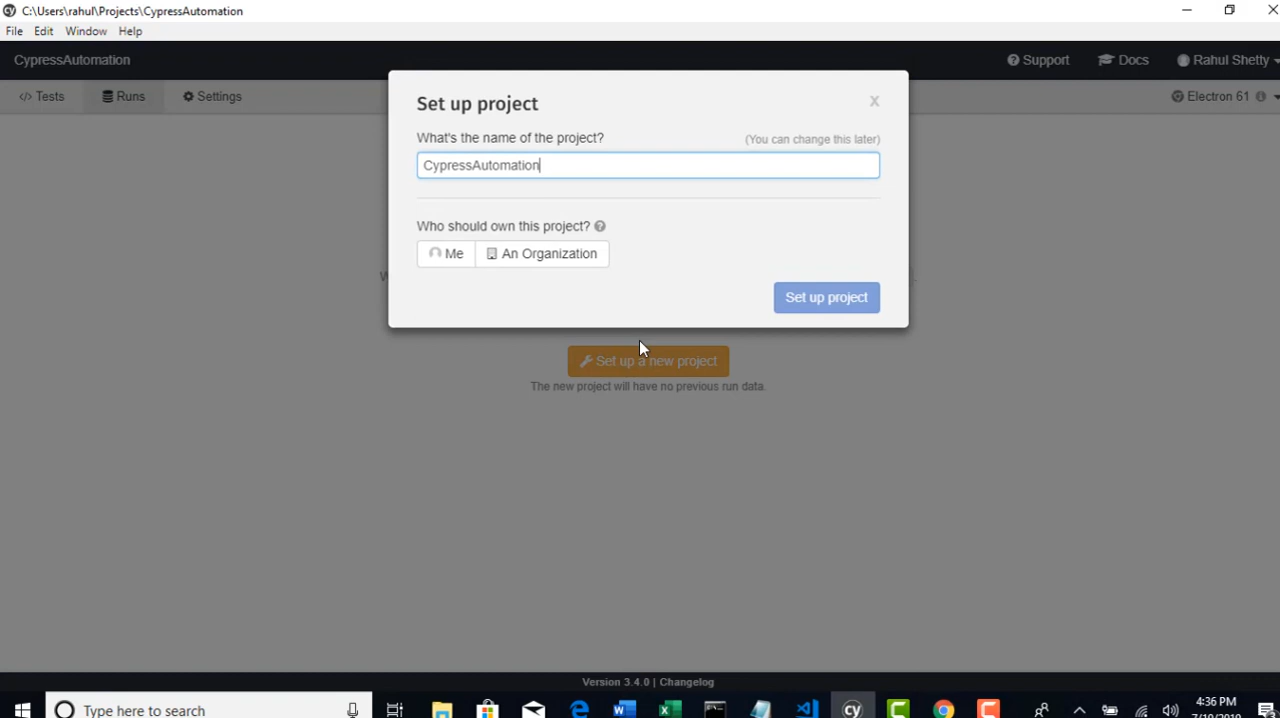 C:\Users\rahul\Projects\CypressAutomation
File Edit Window Help
CypressAutomation Support Docs Rahul Shetty
</> Tests Runs Settings Electron 61
Set up project x
What's the name of the project? (You can change this later)
CypressAutomation
Who should own this project?
Me An Organization
Set up project
Set up a new project
The new project will have no previous run data.
Version 3.4.0 | Changelog
Type here to search
4:36 PM